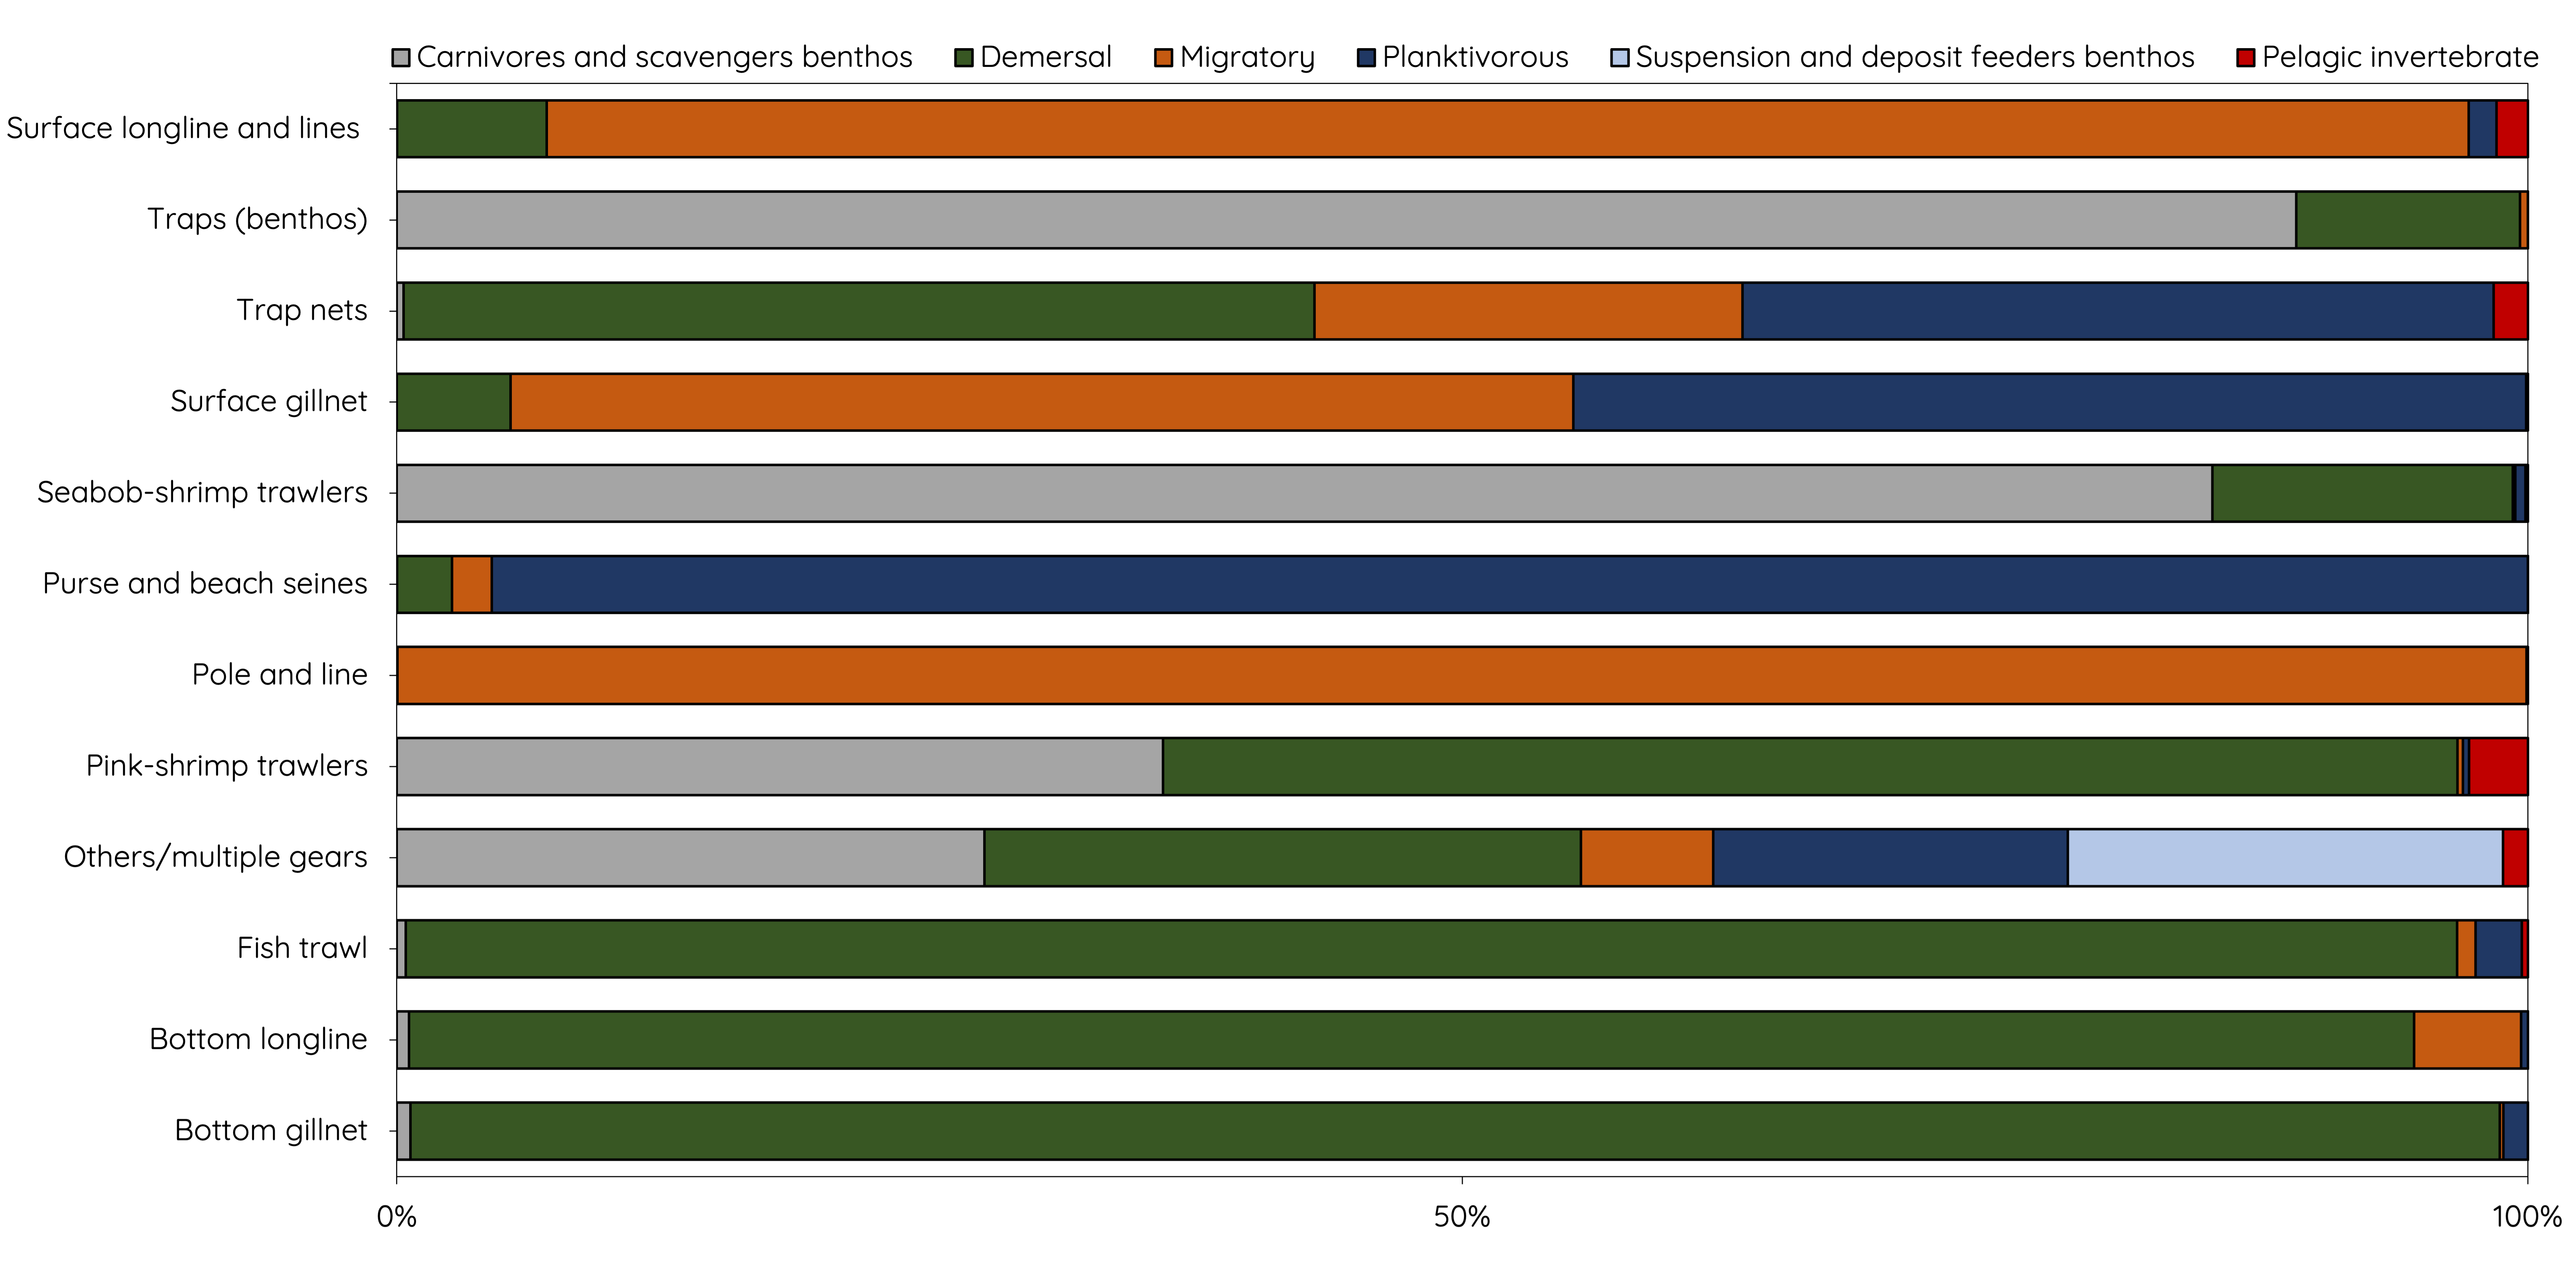 Carnivores and scavengers benthos Demersal Migratory Planktivorous Suspension and deposit feeders benthos Pelagic invertebrate
Surface longline and lines
Traps (benthos)
Trap nets
Surface gillnet
Seabob-shrimp trawlers
Purse and beach seines
Pole and line
Pink-shrimp trawlers
Others/multiple gears
Fish trawl
Bottom longline
Bottom gillnet
0% 50% 100%